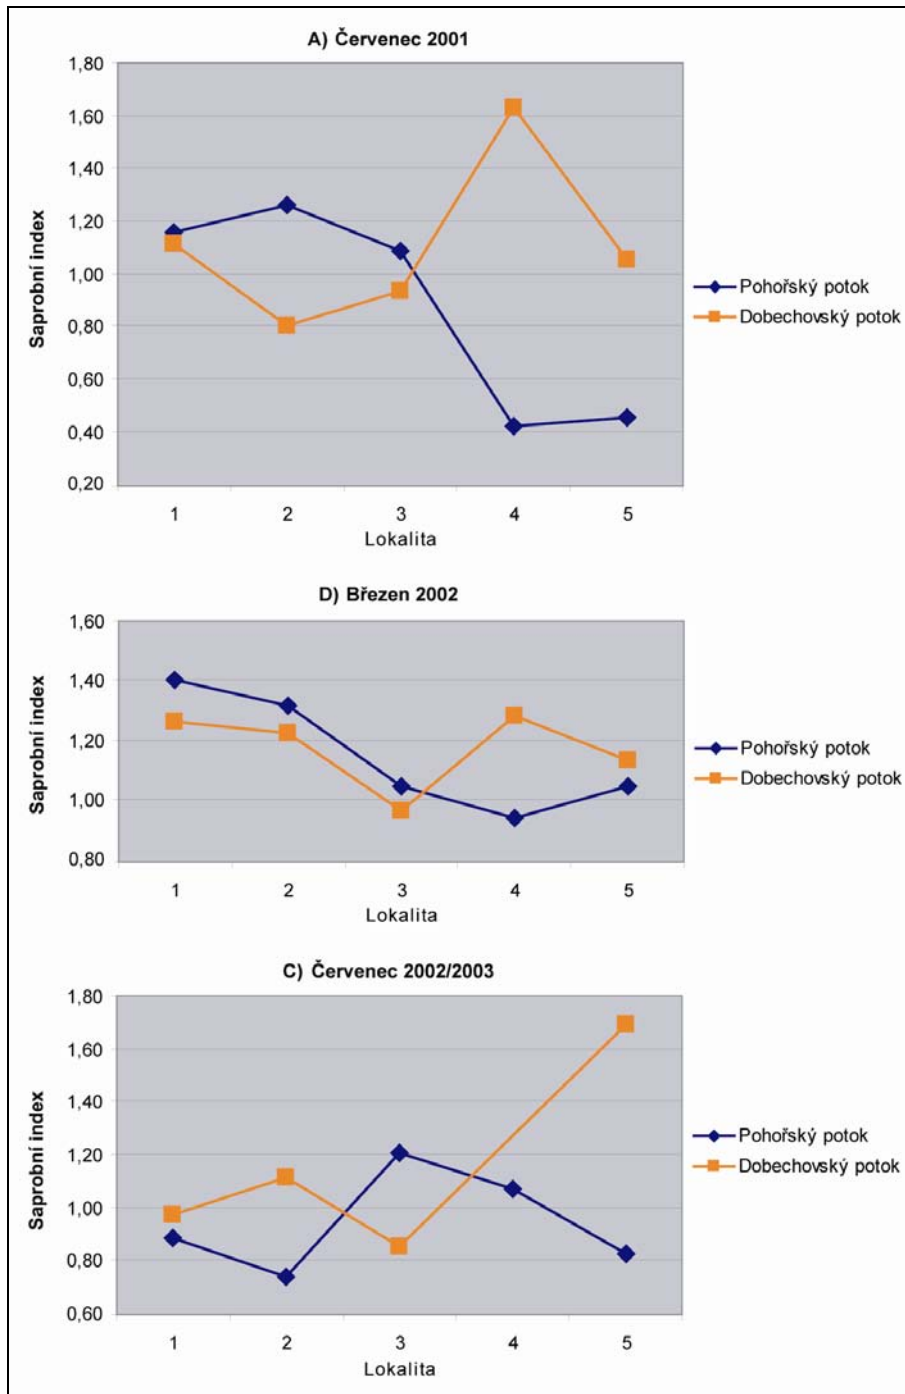 A) Červenec 2001
1,80
1,60
1,40
1,20
1,00
0,80
0,60
0,40
0,20
Saprobní index
1 2 3 4 5
Lokalita
Pohořský potok
Dobechovský potok
D) Březen 2002
1,60
1,40
1,20
1,00
0,80
Saprobní index
1 2 3 4 5
Lokalita
Pohořský potok
Dobechovský potok
C) Červenec 2002/2003
1,80
1,60
1,40
1,20
1,00
0,80
0,60
Saprobní index
1 2 3 4 5
Lokalita
Pohořský potok
Dobechovský potok